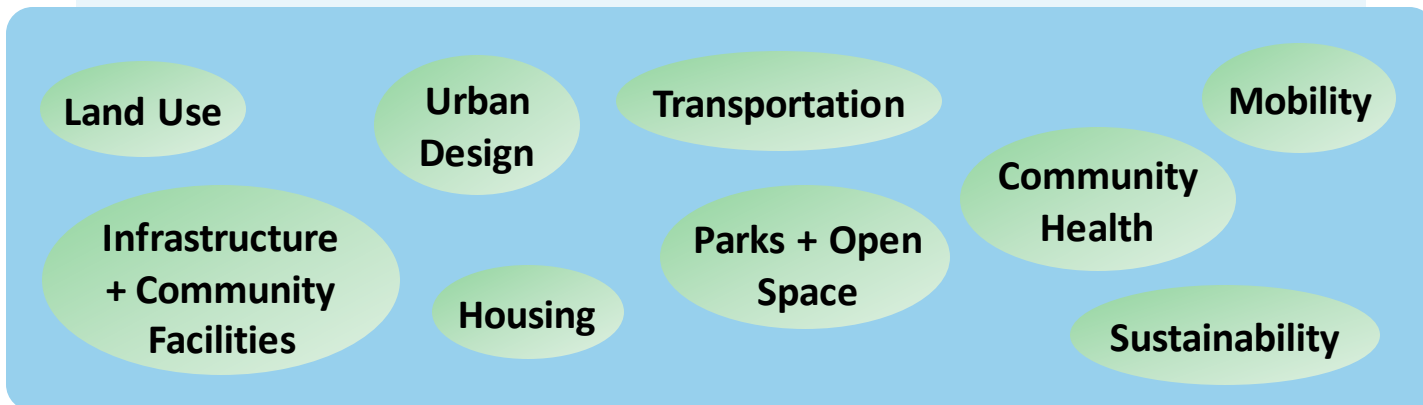 Land Use
Urban
Design
Transportation
Mobility
Community
Health
Infrastructure
+ Community
Facilities
Housing
Parks + Open
Space
Sustainability